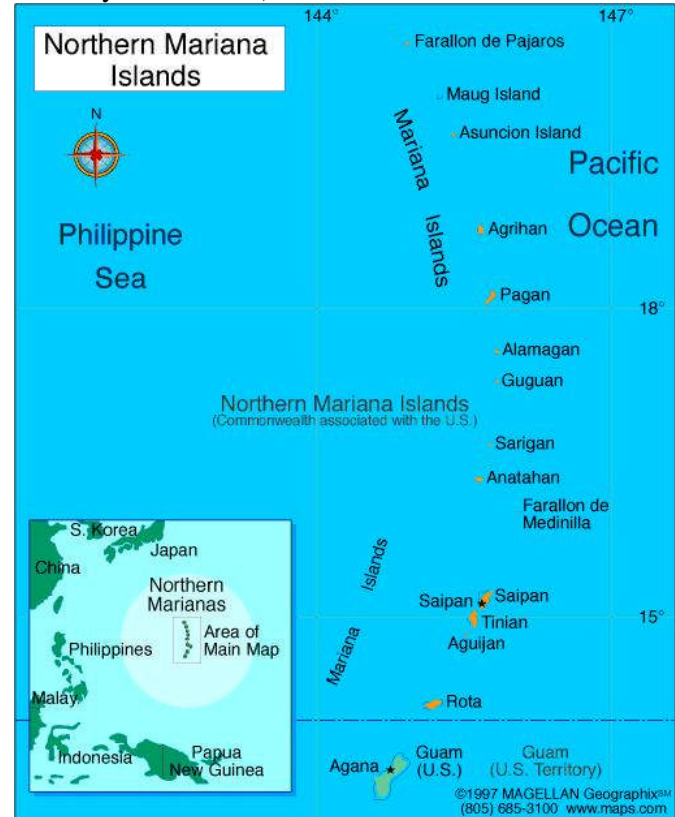 144°
147°
Northern Mariana
Islands
N
Farallon de Pajaros
Maug Island
Asuncion Island
Mariana
Islands
Pacific
Ocean
Philippine
Sea
Agrihan
Pagan
18°
Alamagan
Guguan
Northern Mariana Islands
(Commonwealth associated with the U.S.)
Sarigan
Anatahan
Farallon de
Medinilla
Mariana
Islands
Saipan
Saipan
Tinian
15°
Aguijan
Rota
Agana
Guam
(U.S.)
Guam
(U.S. Territory)
S. Korea
Japan
China
Northern
Marianas
Area of
Main Map
Philippines
Malay
Indonesia
Papua
New Guinea
©1997 MAGELLAN Geographix℠
(805) 685-3100 www.maps.com